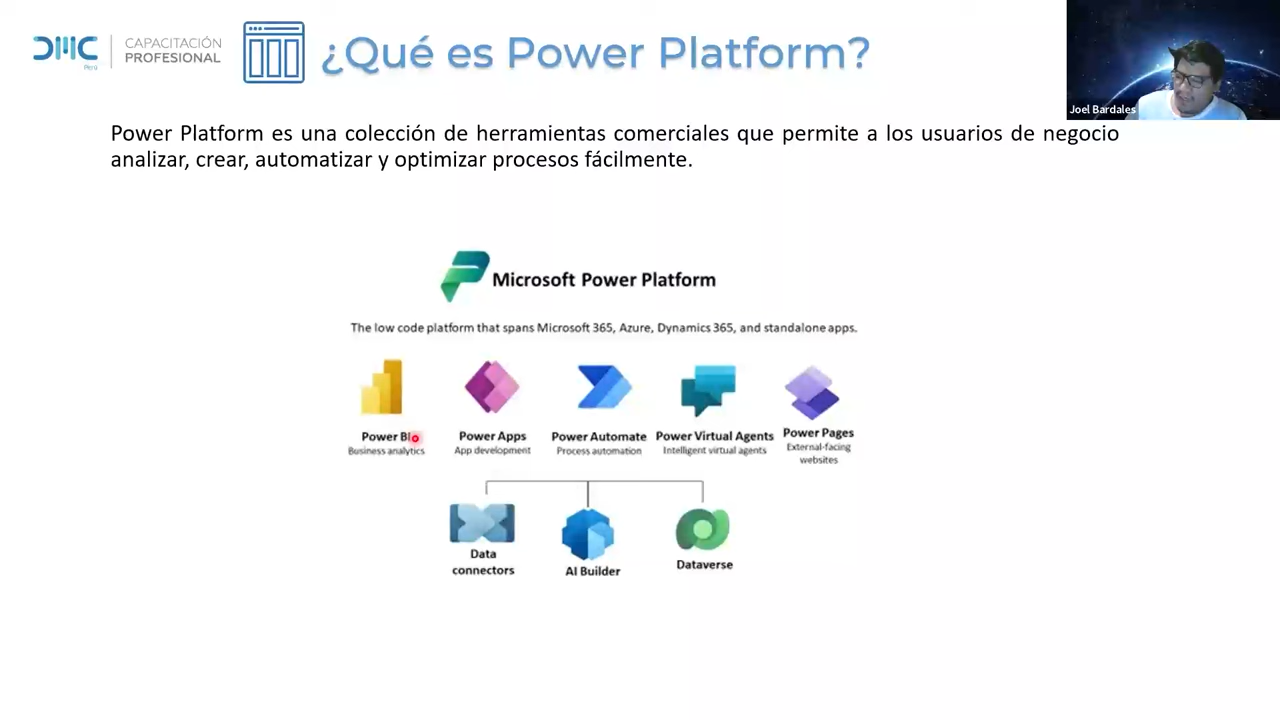 DMC
Perú
CAPACITACIÓN
PROFESIONAL
¿Qué es Power Platform?
Joel Bardales
Power Platform es una colección de herramientas comerciales que permite a los usuarios de negocio
analizar, crear, automatizar y optimizar procesos fácilmente.
Microsoft Power Platform
The low code platform that spans Microsoft 365, Azure, Dynamics 365, and standalone apps.
Power BI
Business analytics
Power Apps
App development
Power Automate
Process automation
Power Virtual Agents
Intelligent virtual agents
Power Pages
External-facing
websites
Data
connectors
AI Builder
Dataverse